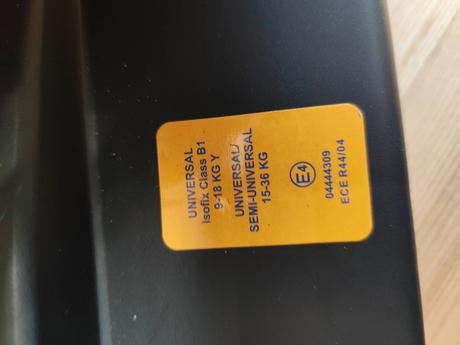 UNIVERSAL
Isofix Class B1
9-18 KG Y
UNIVERSAL/
SEMI-UNIVERSAL
15-36 KG
E4
04444309
ECE R44/04